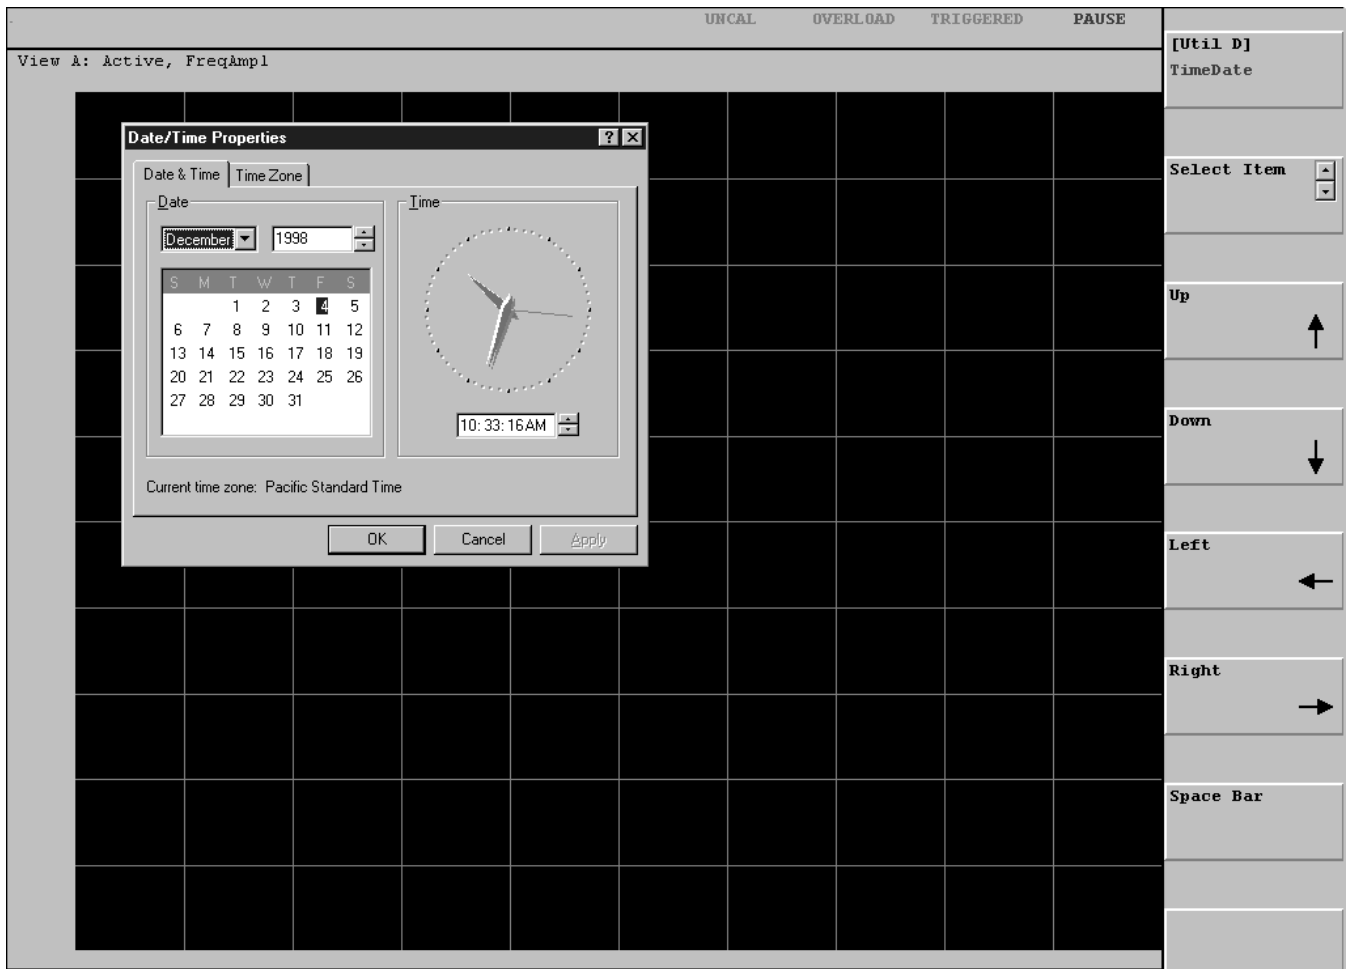 UNCAL OVERLOAD TRIGGERED PAUSE
View A: Active, FreqAmpl
Date/Time Properties
Date & Time Time Zone
Date
December 1998
S M T W T F S
1 2 3 4 5
6 7 8 9 10 11 12
13 14 15 16 17 18 19
20 21 22 23 24 25 26
27 28 29 30 31
Time
10:33:16AM
Current time zone: Pacific Standard Time
OK Cancel Apply
[Util D]
TimeDate
Select Item
Up
Down
Left
Right
Space Bar